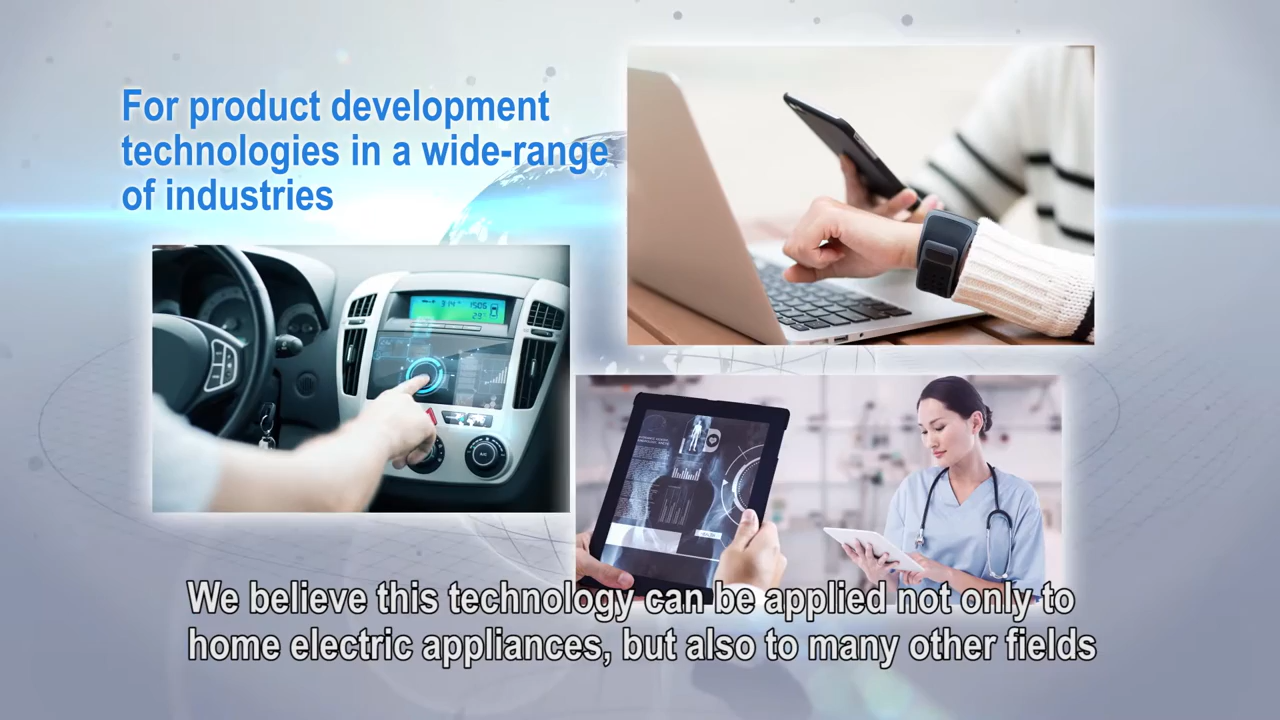 For product development
technologies in a wide-range
of industries
We believe this technology can be applied not only to
home electric appliances, but also to many other fields